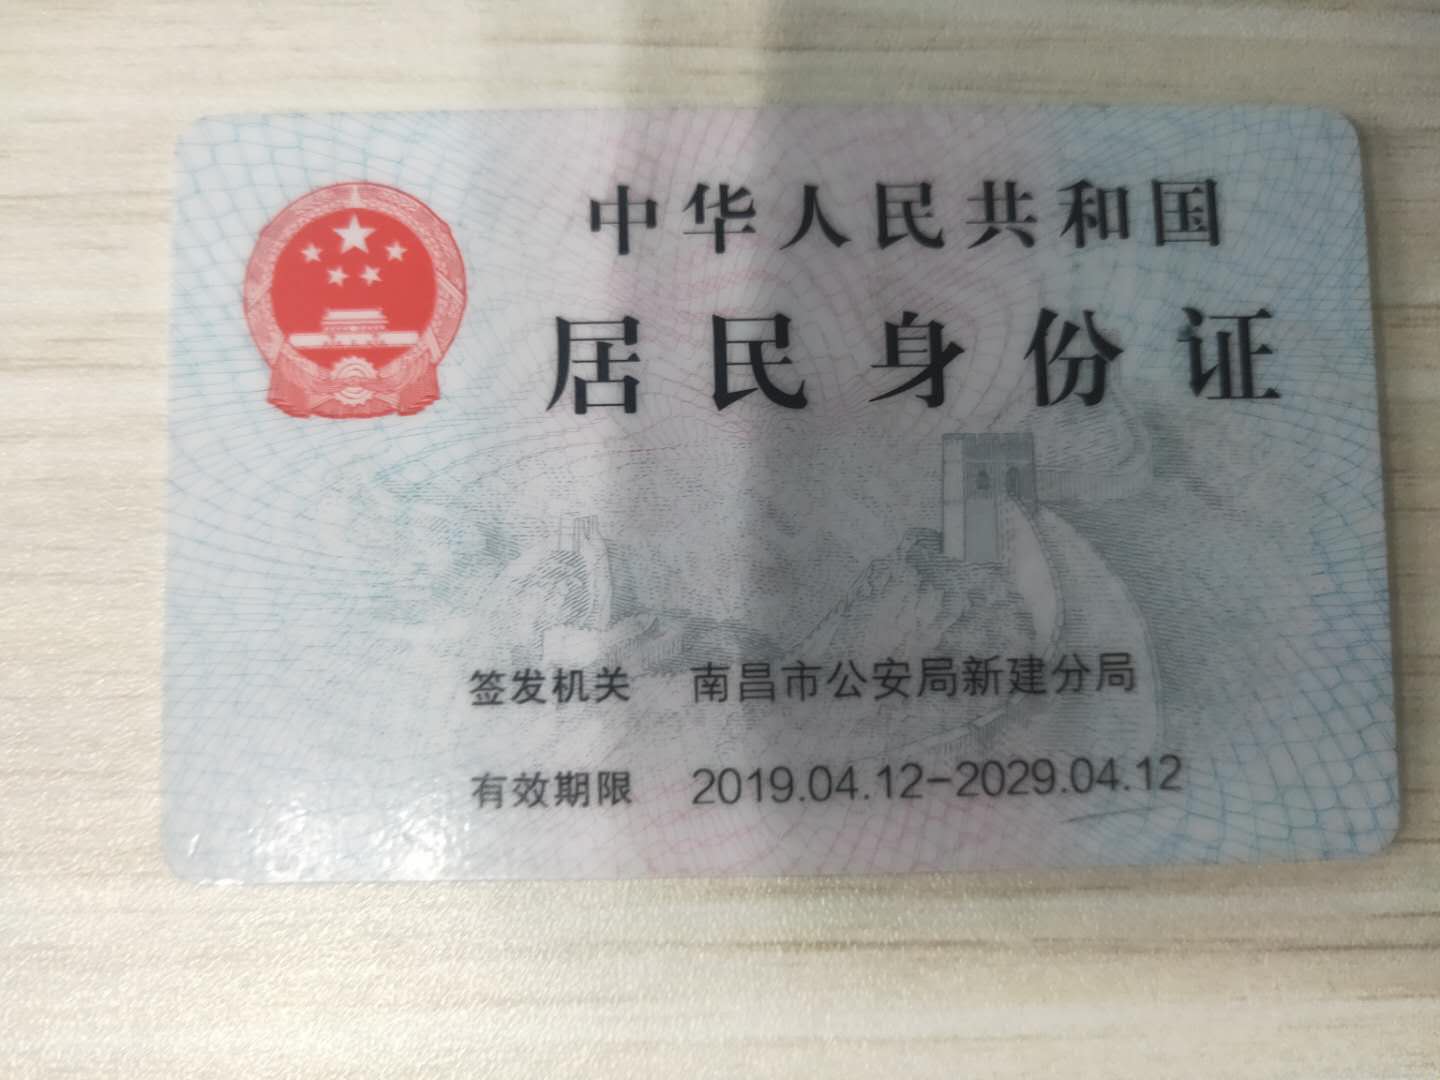 中华人民共和国
居民身份证
签发机关 南昌市公安局新建分局
有效期限 2019.04.12-2029.04.12